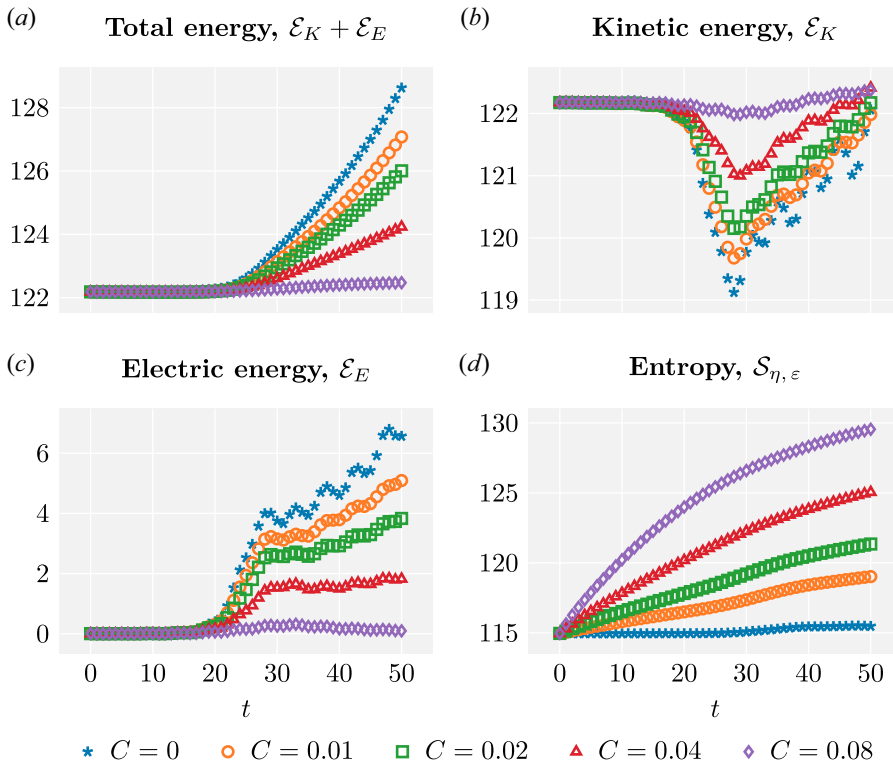 (a)
Total energy, ℰ_K + ℰ_E
128
126
124
122
(b)
Kinetic energy, ℰ_K
122
121
120
119
(c)
Electric energy, ℰ_E
6
4
2
0
0 10 20 30 40 50
t
(d)
Entropy, 𝒮_{η, ε}
130
125
120
115
0 10 20 30 40 50
t
C = 0 C = 0.01 C = 0.02 C = 0.04 C = 0.08